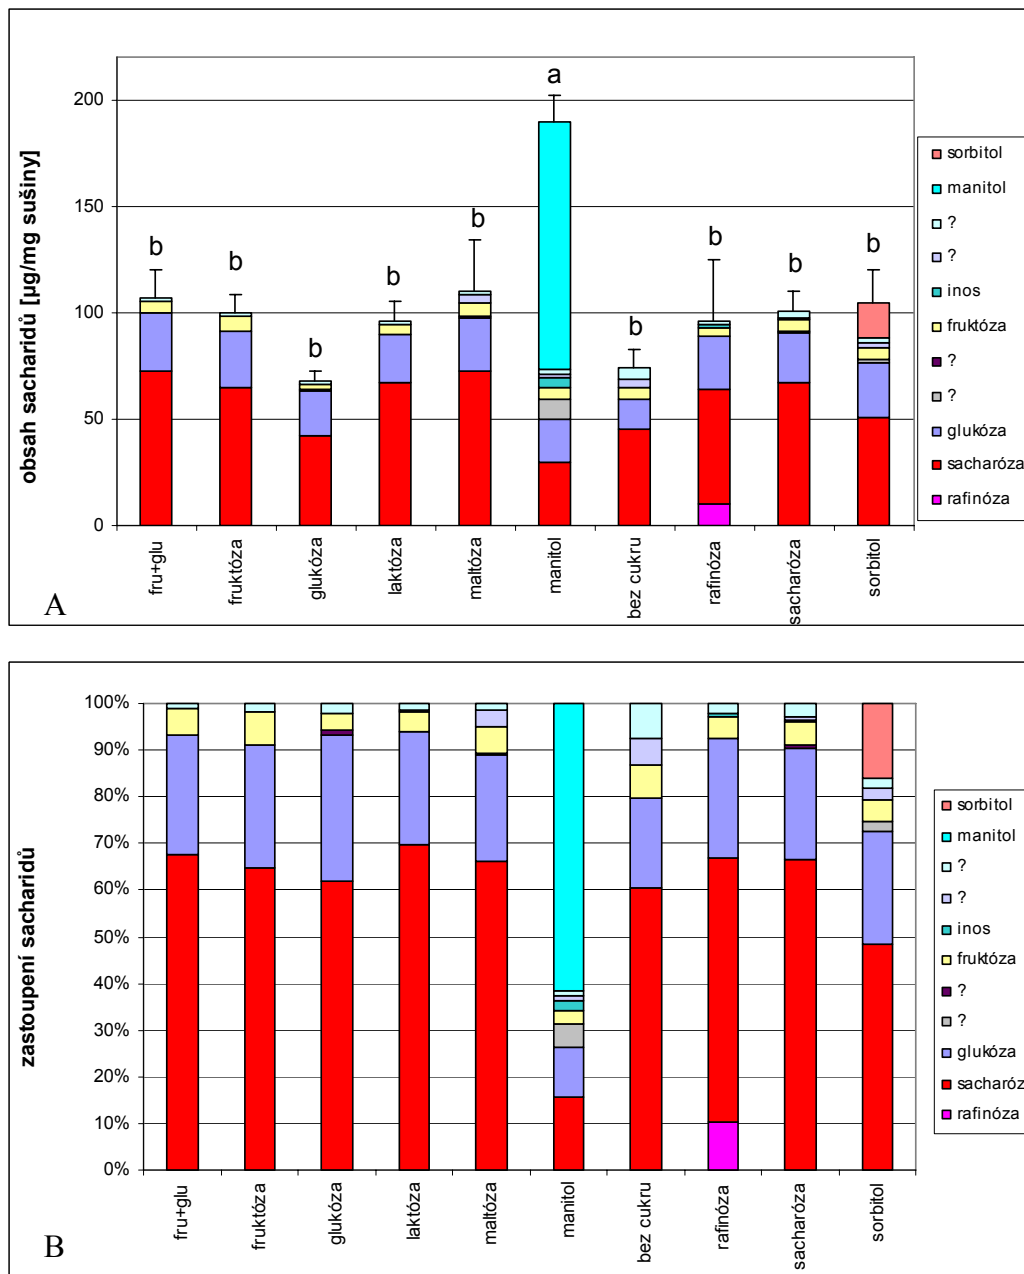 obsah sacharidů [µg/mg sušiny]
200
150
100
50
0
b
b
b
b
b
a
b
b
b
b
fru+glu
fruktóza
glukóza
laktóza
maltóza
manitol
bez cukru
rafinóza
sacharóza
sorbitol
sorbitol
manitol
?
?
inos
fruktóza
?
?
glukóza
sacharóza
rafinóza
A
zastoupení sacharidů
100%
90%
80%
70%
60%
50%
40%
30%
20%
10%
0%
fru+glu
fruktóza
glukóza
laktóza
maltóza
manitol
bez cukru
rafinóza
sacharóza
sorbitol
sorbitol
manitol
?
?
inos
fruktóza
?
?
glukóza
sacharóz
rafinóza
B